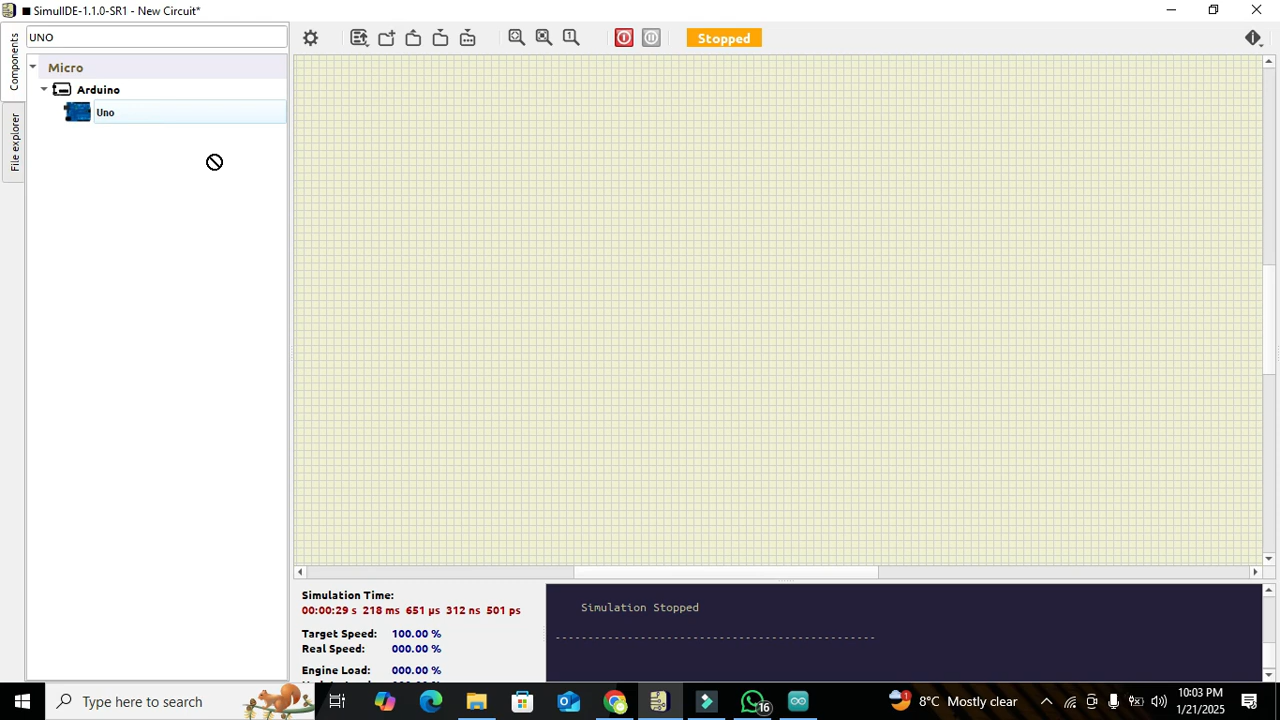 SimulIDE-1.1.0-SR1 - New Circuit*
UNO
Components
File explorer
Micro
Arduino
Uno
Stopped
Simulation Time:
00:00:29 s 218 ms 651 µs 312 ns 501 ps
Target Speed: 100.00 %
Real Speed: 000.00 %
Engine Load: 000.00 %
Simulation Stopped
-------------------------------------------------
Type here to search
16
1
8°C Mostly clear
10:03 PM
1/21/2025